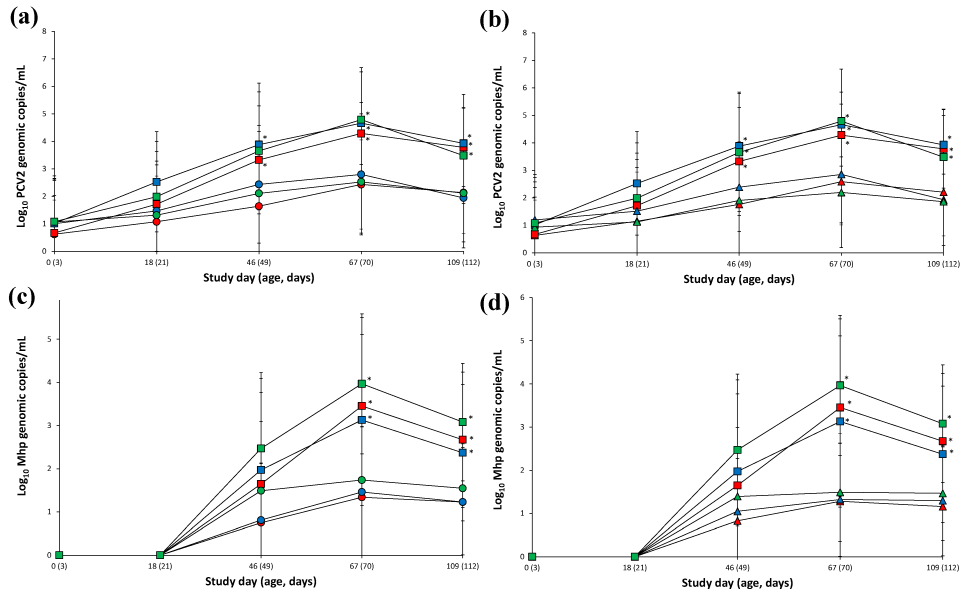 (a)
Log10 PCV2 genomic copies/mL
8
7
6
5
4
3
2
1
0
* * * * * * * *
0 (3) 18 (21) 46 (49) 67 (70) 109 (112)
Study day (age, days)
(b)
Log10 PCV2 genomic copies/mL
8
7
6
5
4
3
2
1
0
* * * * * * * * *
0 (3) 18 (21) 46 (49) 67 (70) 109 (112)
Study day (age, days)
(c)
Log10 Mhp genomic copies/mL
5
4
3
2
1
0
* * * * * *
0 (3) 18 (21) 46 (49) 67 (70) 109 (112)
Study day (age, days)
(d)
Log10 Mhp genomic copies/mL
6
5
4
3
2
1
0
* * * * * *
0 (3) 18 (21) 46 (49) 67 (70) 109 (112)
Study day (age, days)